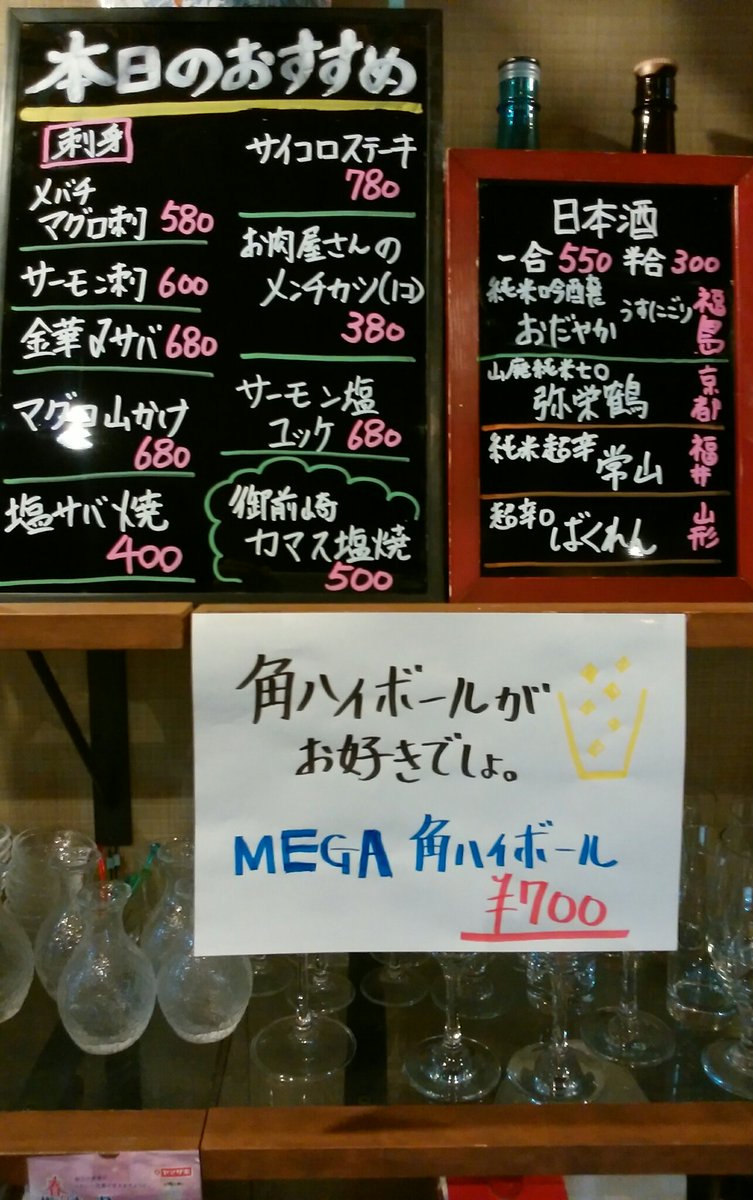 本日のおすすめ
刺身
メバチ
マグロ刺 580
サーモン刺 600
金華〆サバ 680
マグロ山かけ
680
塩サバ焼
400
サイコロステーキ
780
お肉屋さんの
メンチカツ(1コ)
380
サーモン塩
ユッケ 680
御前崎
カマス塩焼
500
日本酒
一合 550 半合 300
純米吟醸
おだやか うすにごり 福島
山廃純米七〇
弥栄鶴 京都
純米超辛
常山 福井
超辛口
ばくれん 山形
角ハイボールが
お好きでしょ。
MEGA 角ハイボール
¥700